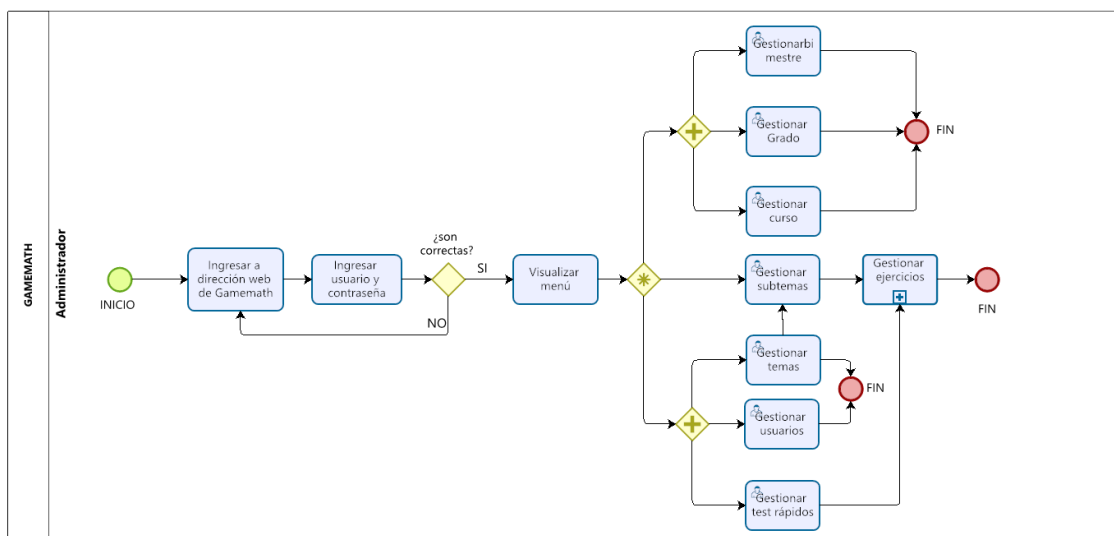 GAMEMATH
Administrador
INICIO
Ingresar a
dirección web
de Gamemath
Ingresar
usuario y
contraseña
¿son
correctas?
SI
NO
Visualizar
menú
Gestionarbi
mestre
Gestionar
Grado
Gestionar
curso
FIN
Gestionar
subtemas
Gestionar
ejercicios
FIN
Gestionar
temas
Gestionar
usuarios
FIN
Gestionar
test rápidos